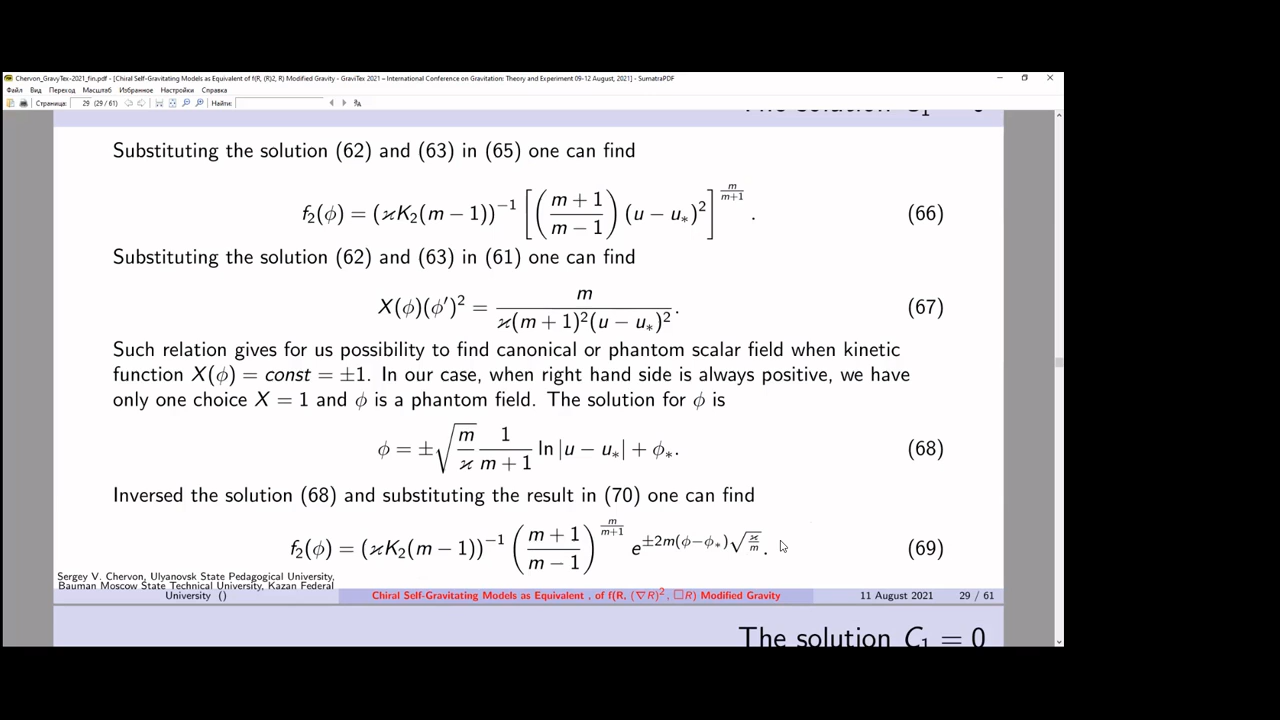 Chervon_GravyTex-2021_fin.pdf - [Chiral Self-Gravitating Models as Equivalent of f(R, (R)2, R) Modified Gravity - GraviTex 2021 – International Conference on Gravitation: Theory and Experiment 09-12 August, 2021] - SumatraPDF
Файл Вид Переход Масштаб Избранное Настройки Справка
Страница: 29 (29 / 61) Найти:
Substituting the solution (62) and (63) in (65) one can find
f₂(ϕ) = (ϰK₂(m − 1))⁻¹ [((m + 1)/(m − 1)) (u − u∗)²]^(m/(m+1)) . (66)
Substituting the solution (62) and (63) in (61) one can find
X(ϕ)(ϕ′)² = m/(ϰ(m + 1)²(u − u∗)²). (67)
Such relation gives for us possibility to find canonical or phantom scalar field when kinetic
function X(ϕ) = const = ±1. In our case, when right hand side is always positive, we have
only one choice X = 1 and ϕ is a phantom field. The solution for ϕ is
ϕ = ±√(m/ϰ) 1/(m + 1) ln |u − u∗| + ϕ∗. (68)
Inversed the solution (68) and substituting the result in (70) one can find
f₂(ϕ) = (ϰK₂(m − 1))⁻¹ ((m + 1)/(m − 1))^(m/(m+1)) e^(±2m(ϕ−ϕ∗)√(ϰ/m)). (69)
Sergey V. Chervon, Ulyanovsk State Pedagogical University,
Bauman Moscow State Technical University, Kazan Federal
University () Chiral Self-Gravitating Models as Equivalent , of f(R, (∇R)², □R) Modified Gravity 11 August 2021 29 / 61
The solution C₁ = 0